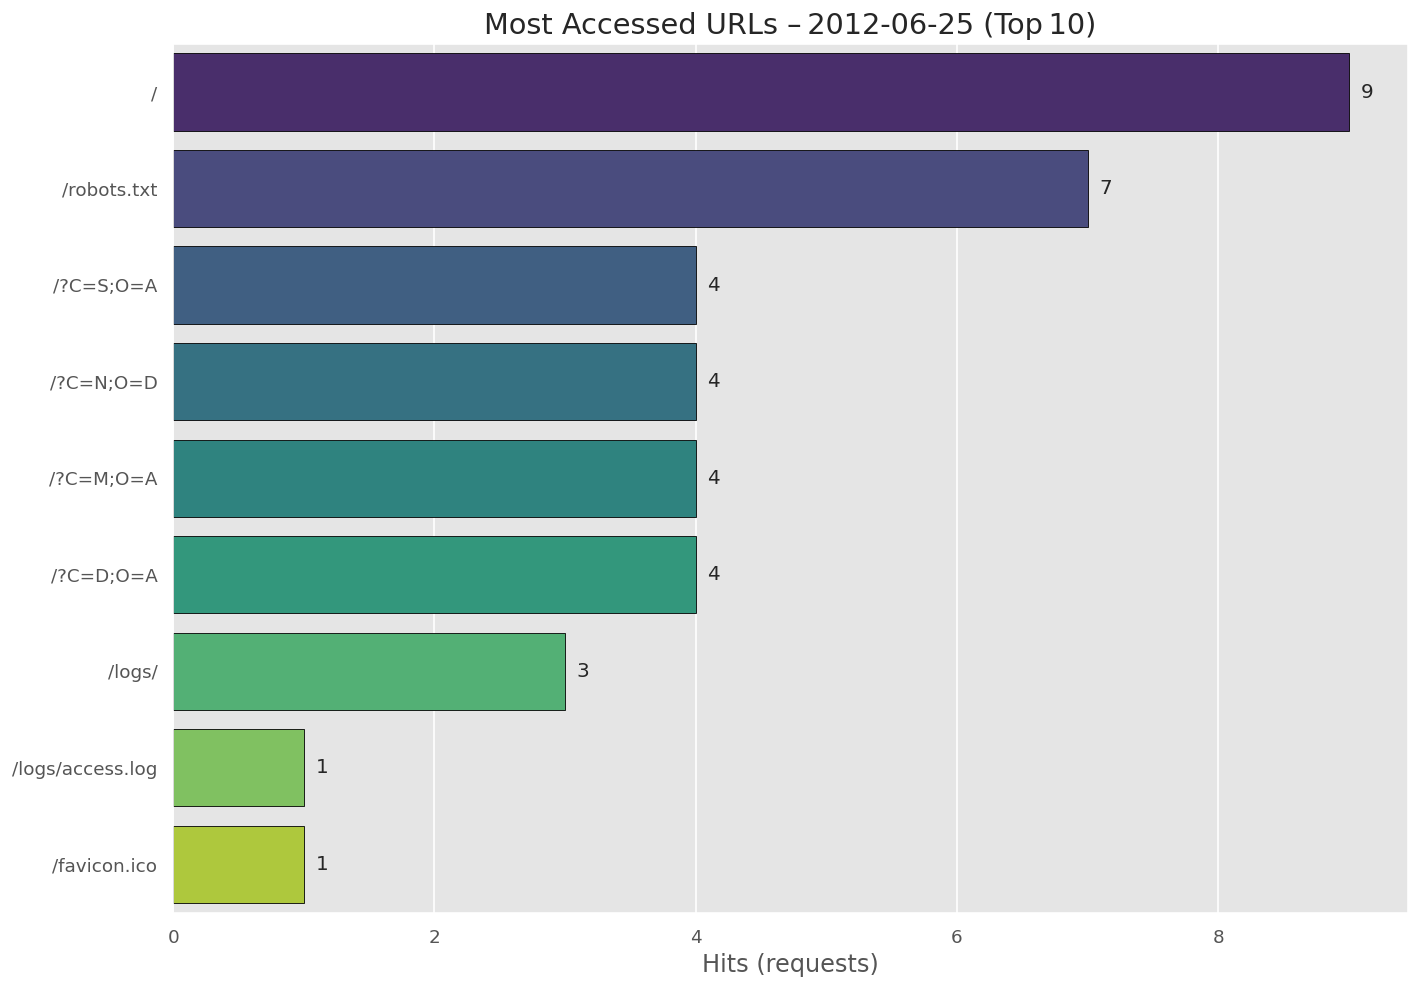 Most Accessed URLs – 2012-06-25 (Top 10)
/ 9
/robots.txt 7
/?C=S;O=A 4
/?C=N;O=D 4
/?C=M;O=A 4
/?C=D;O=A 4
/logs/ 3
/logs/access.log 1
/favicon.ico 1
0 2 4 6 8
Hits (requests)